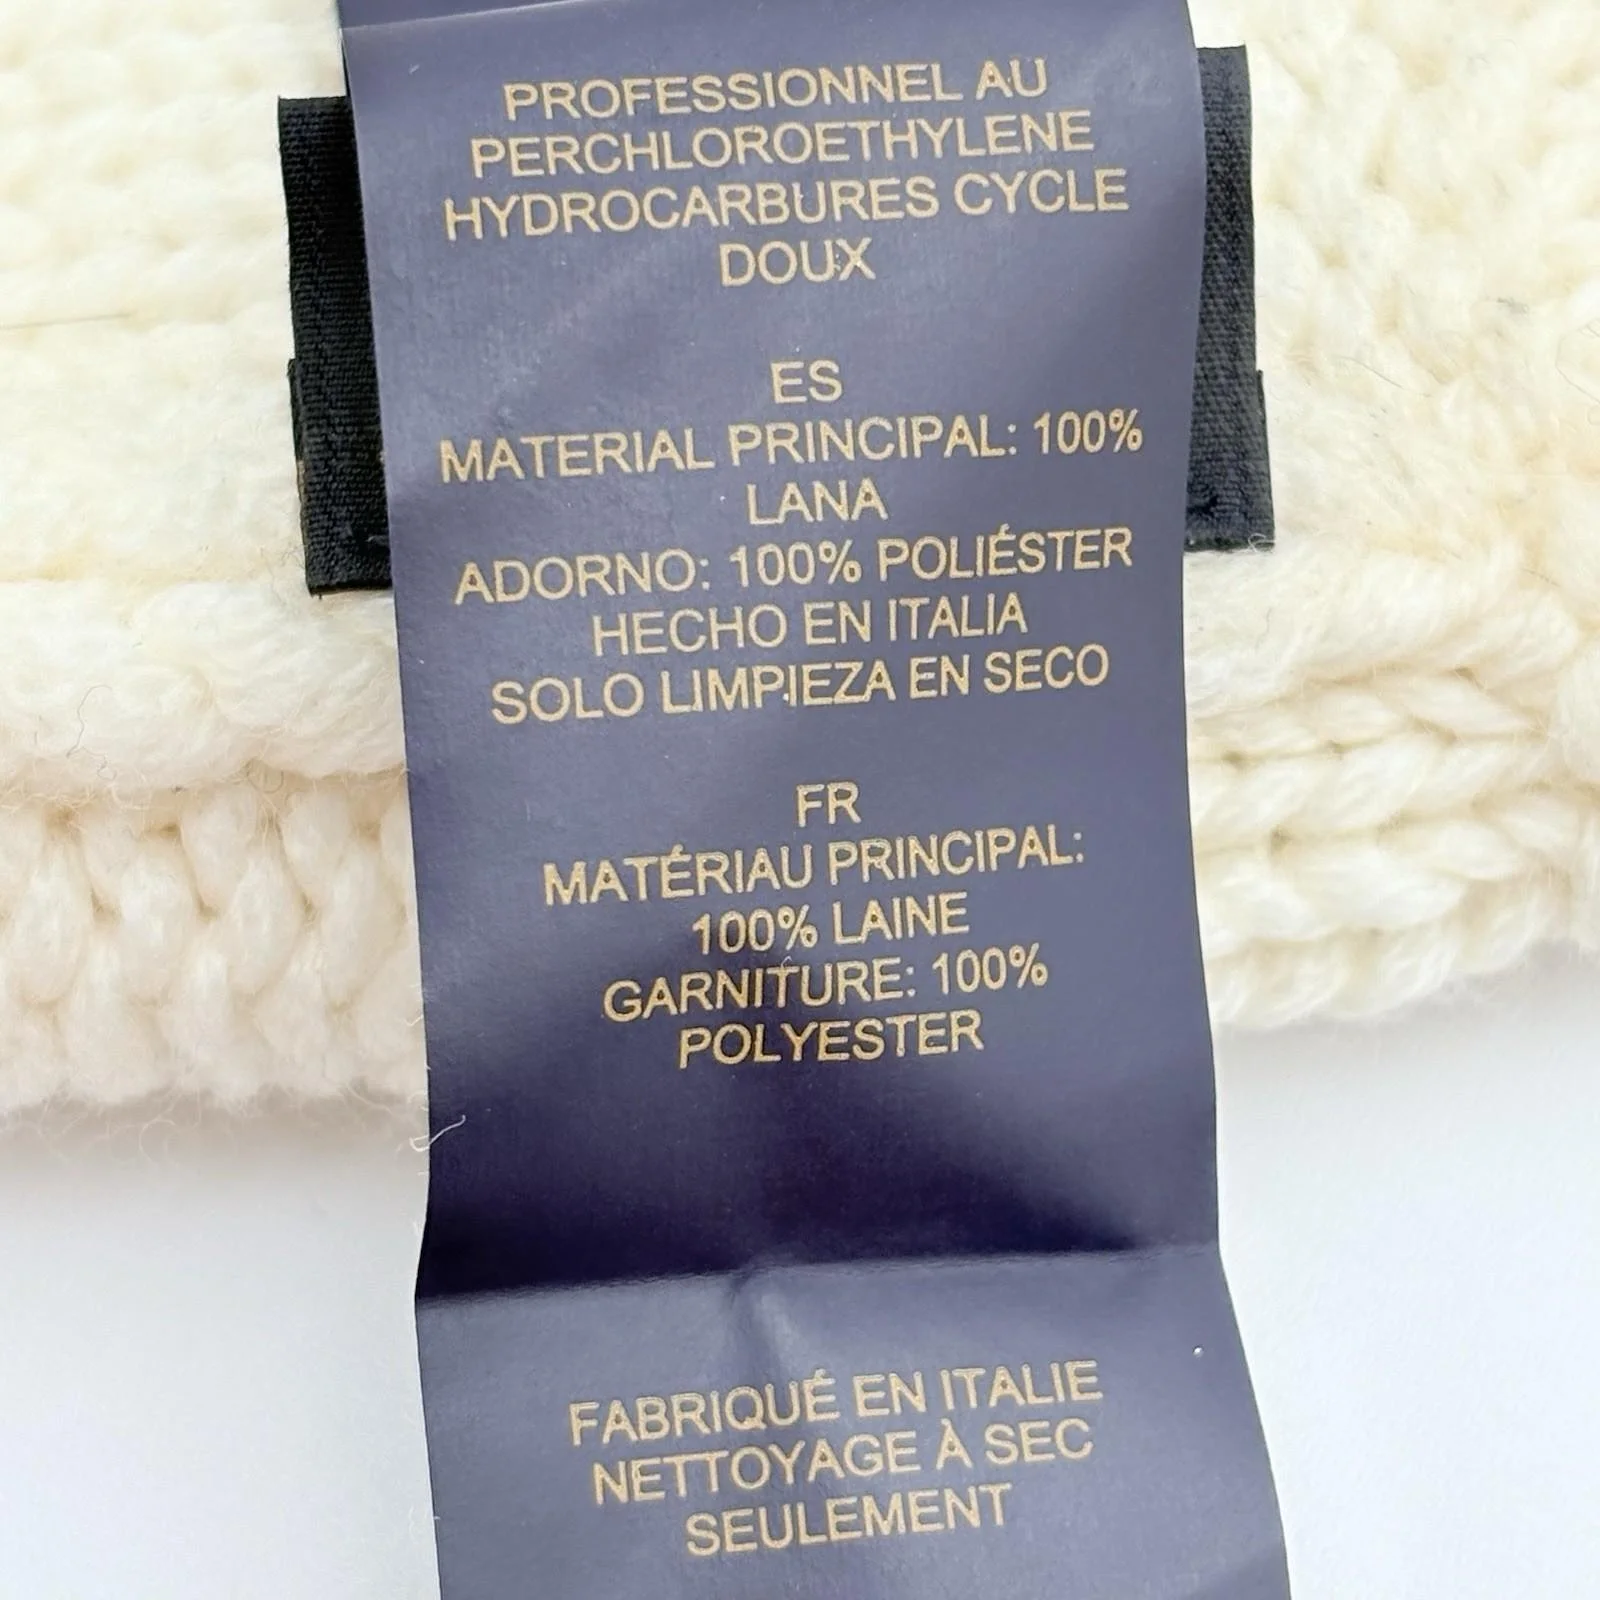 PROFESSIONNEL AU
PERCHLOROETHYLENE
HYDROCARBURES CYCLE
DOUX
ES
MATERIAL PRINCIPAL: 100%
LANA
ADORNO: 100% POLIÉSTER
HECHO EN ITALIA
SOLO LIMPIEZA EN SECO
FR
MATÉRIAU PRINCIPAL:
100% LAINE
GARNITURE: 100%
POLYESTER
FABRIQUÉ EN ITALIE
NETTOYAGE À SEC
SEULEMENT